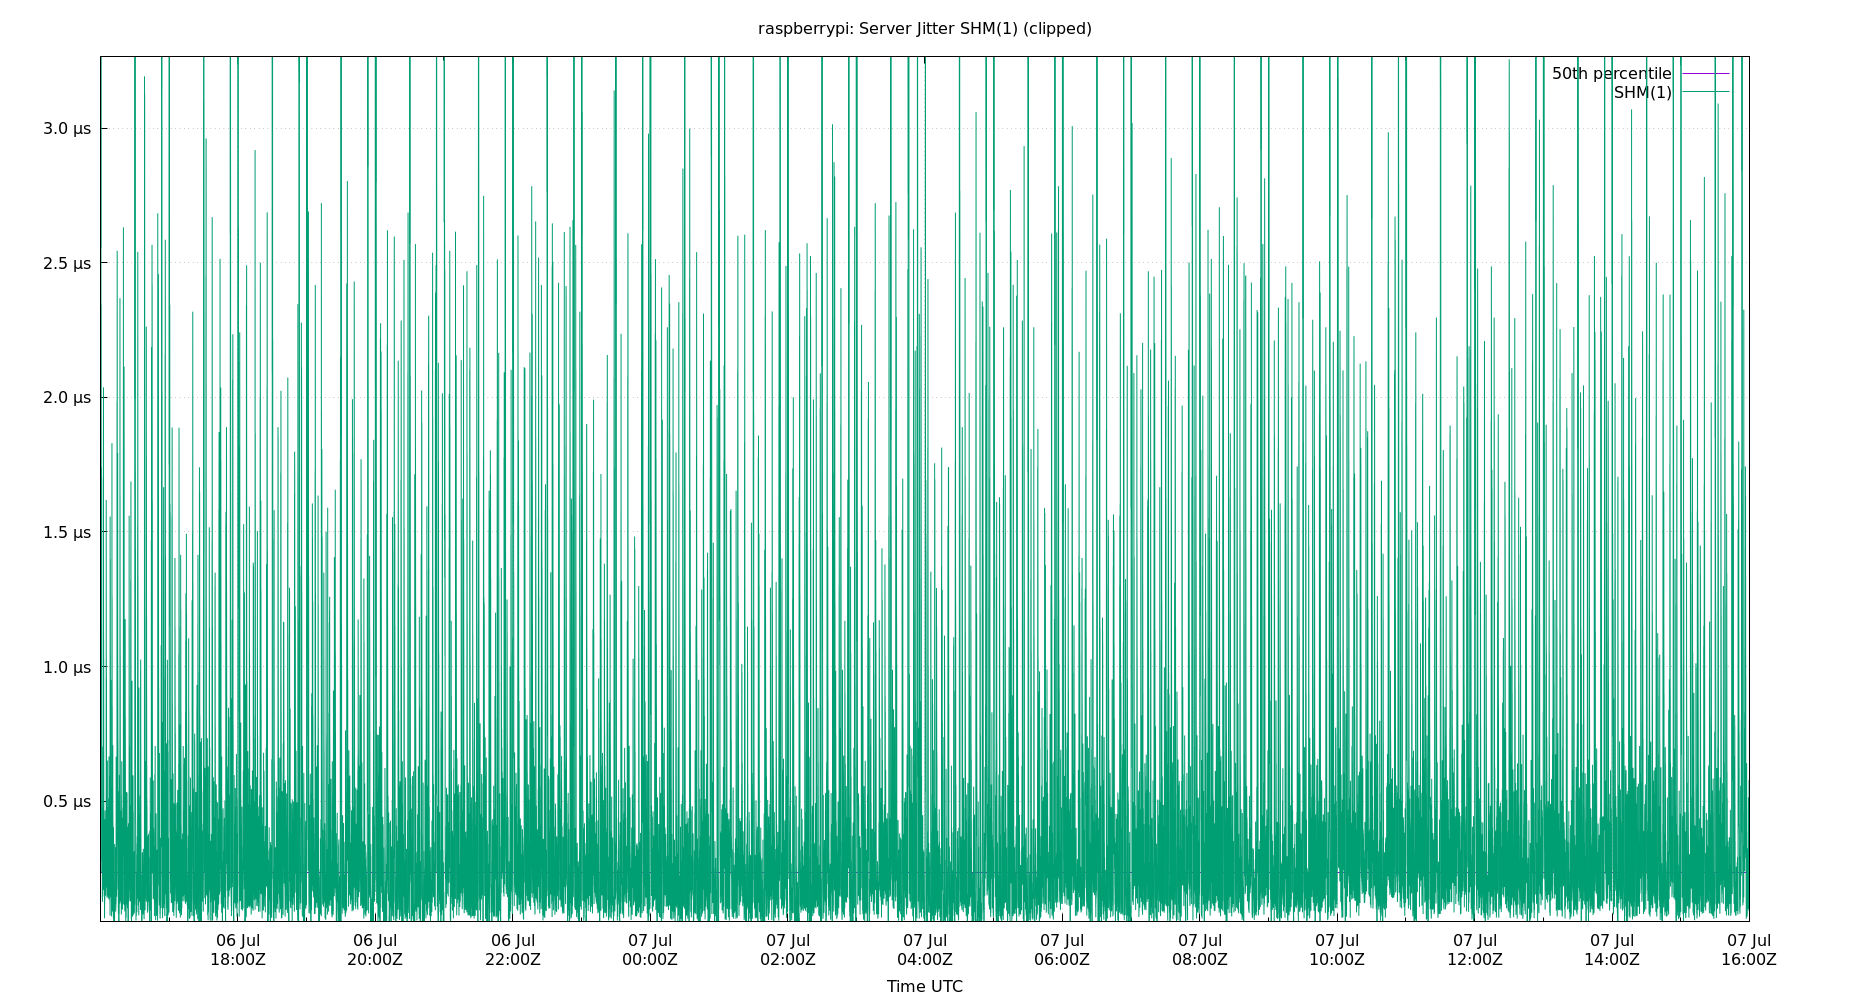 raspberrypi: Server Jitter SHM(1) (clipped)
50th percentile
SHM(1)
3.0 µs
2.5 µs
2.0 µs
1.5 µs
1.0 µs
0.5 µs
06 Jul 06 Jul 06 Jul 07 Jul 07 Jul 07 Jul 07 Jul 07 Jul 07 Jul 07 Jul 07 Jul 07 Jul
18:00Z 20:00Z 22:00Z 00:00Z 02:00Z 04:00Z 06:00Z 08:00Z 10:00Z 12:00Z 14:00Z 16:00Z
Time UTC